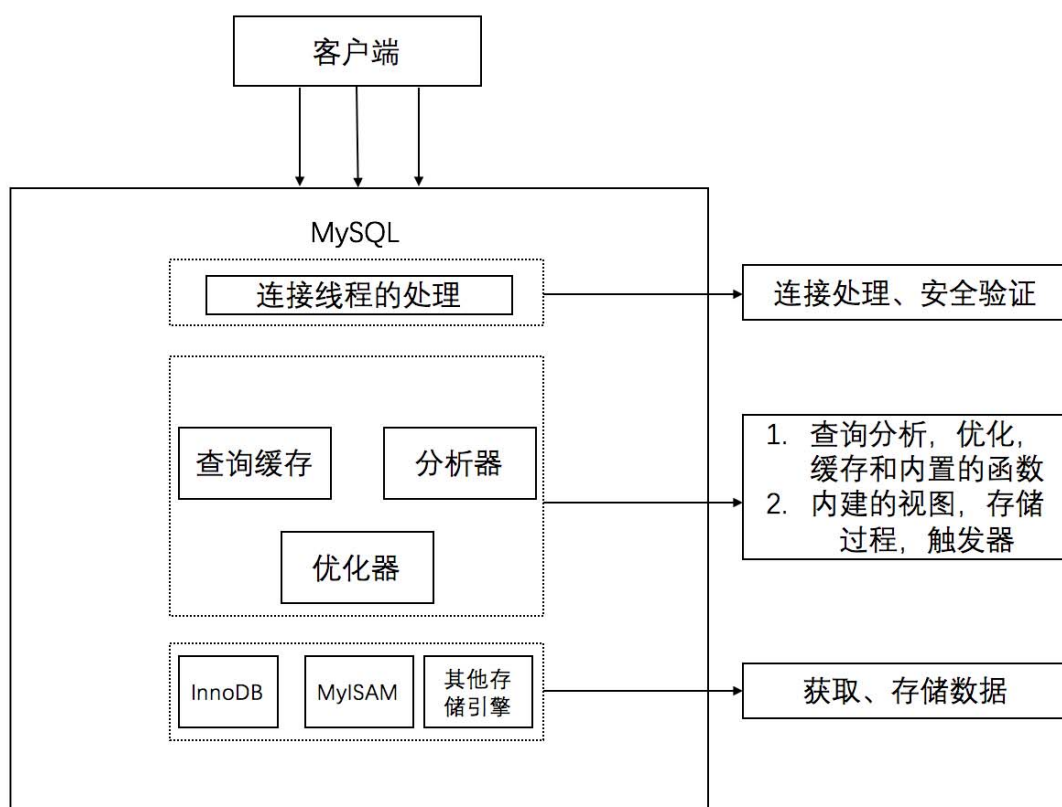 客户端
MySQL
连接线程的处理
连接处理、安全验证
查询缓存
分析器
优化器
1. 查询分析，优化，
缓存和内置的函数
2. 内建的视图，存储
过程，触发器
InnoDB
MyISAM
其他存
储引擎
获取、存储数据